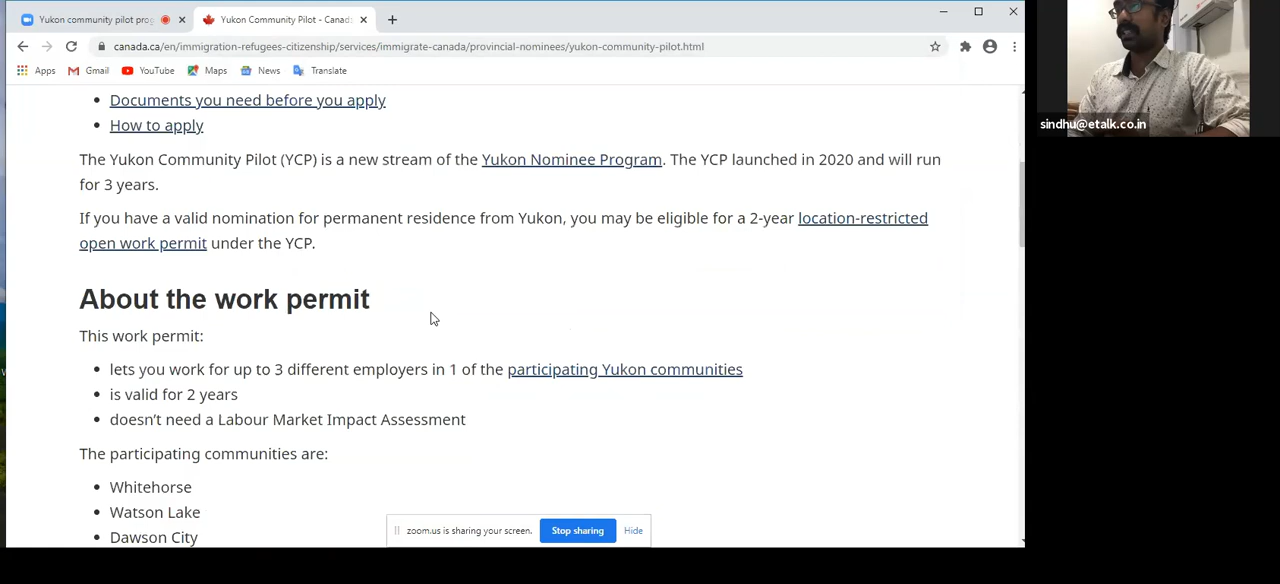 Yukon community pilot prog
Yukon Community Pilot - Canad
canada.ca/en/immigration-refugees-citizenship/services/immigrate-canada/provincial-nominees/yukon-community-pilot.html
Apps Gmail YouTube Maps News Translate
Documents you need before you apply
How to apply
The Yukon Community Pilot (YCP) is a new stream of the Yukon Nominee Program. The YCP launched in 2020 and will run
for 3 years.
If you have a valid nomination for permanent residence from Yukon, you may be eligible for a 2-year location-restricted
open work permit under the YCP.
About the work permit
This work permit:
lets you work for up to 3 different employers in 1 of the participating Yukon communities
is valid for 2 years
doesn't need a Labour Market Impact Assessment
The participating communities are:
Whitehorse
Watson Lake
Dawson City
zoom.us is sharing your screen. Stop sharing Hide
sindhu@etalk.co.in